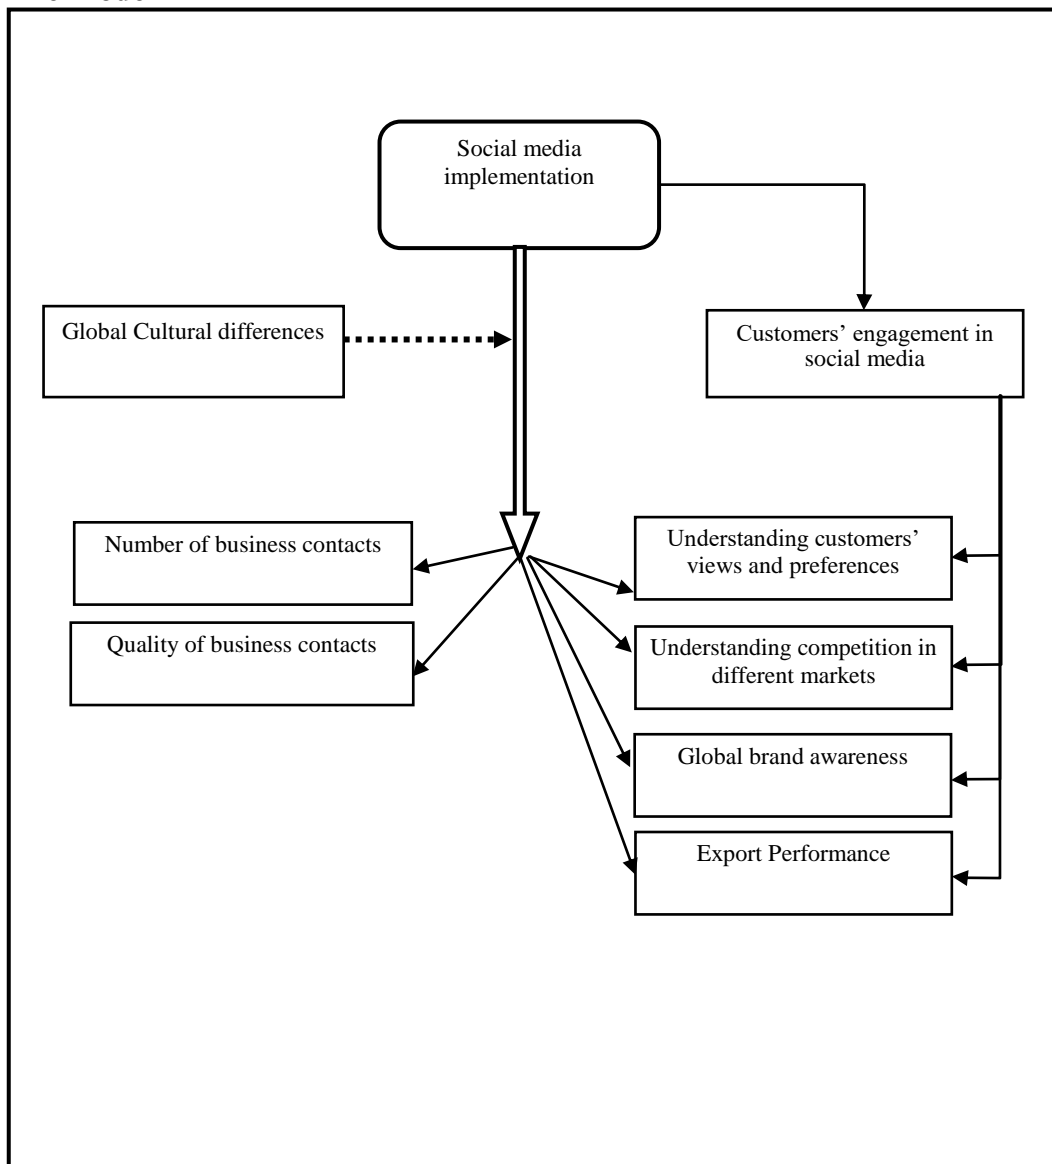 Social media
implementation
Global Cultural differences
Customers’ engagement in
social media
Number of business contacts
Quality of business contacts
Understanding customers’
views and preferences
Understanding competition in
different markets
Global brand awareness
Export Performance